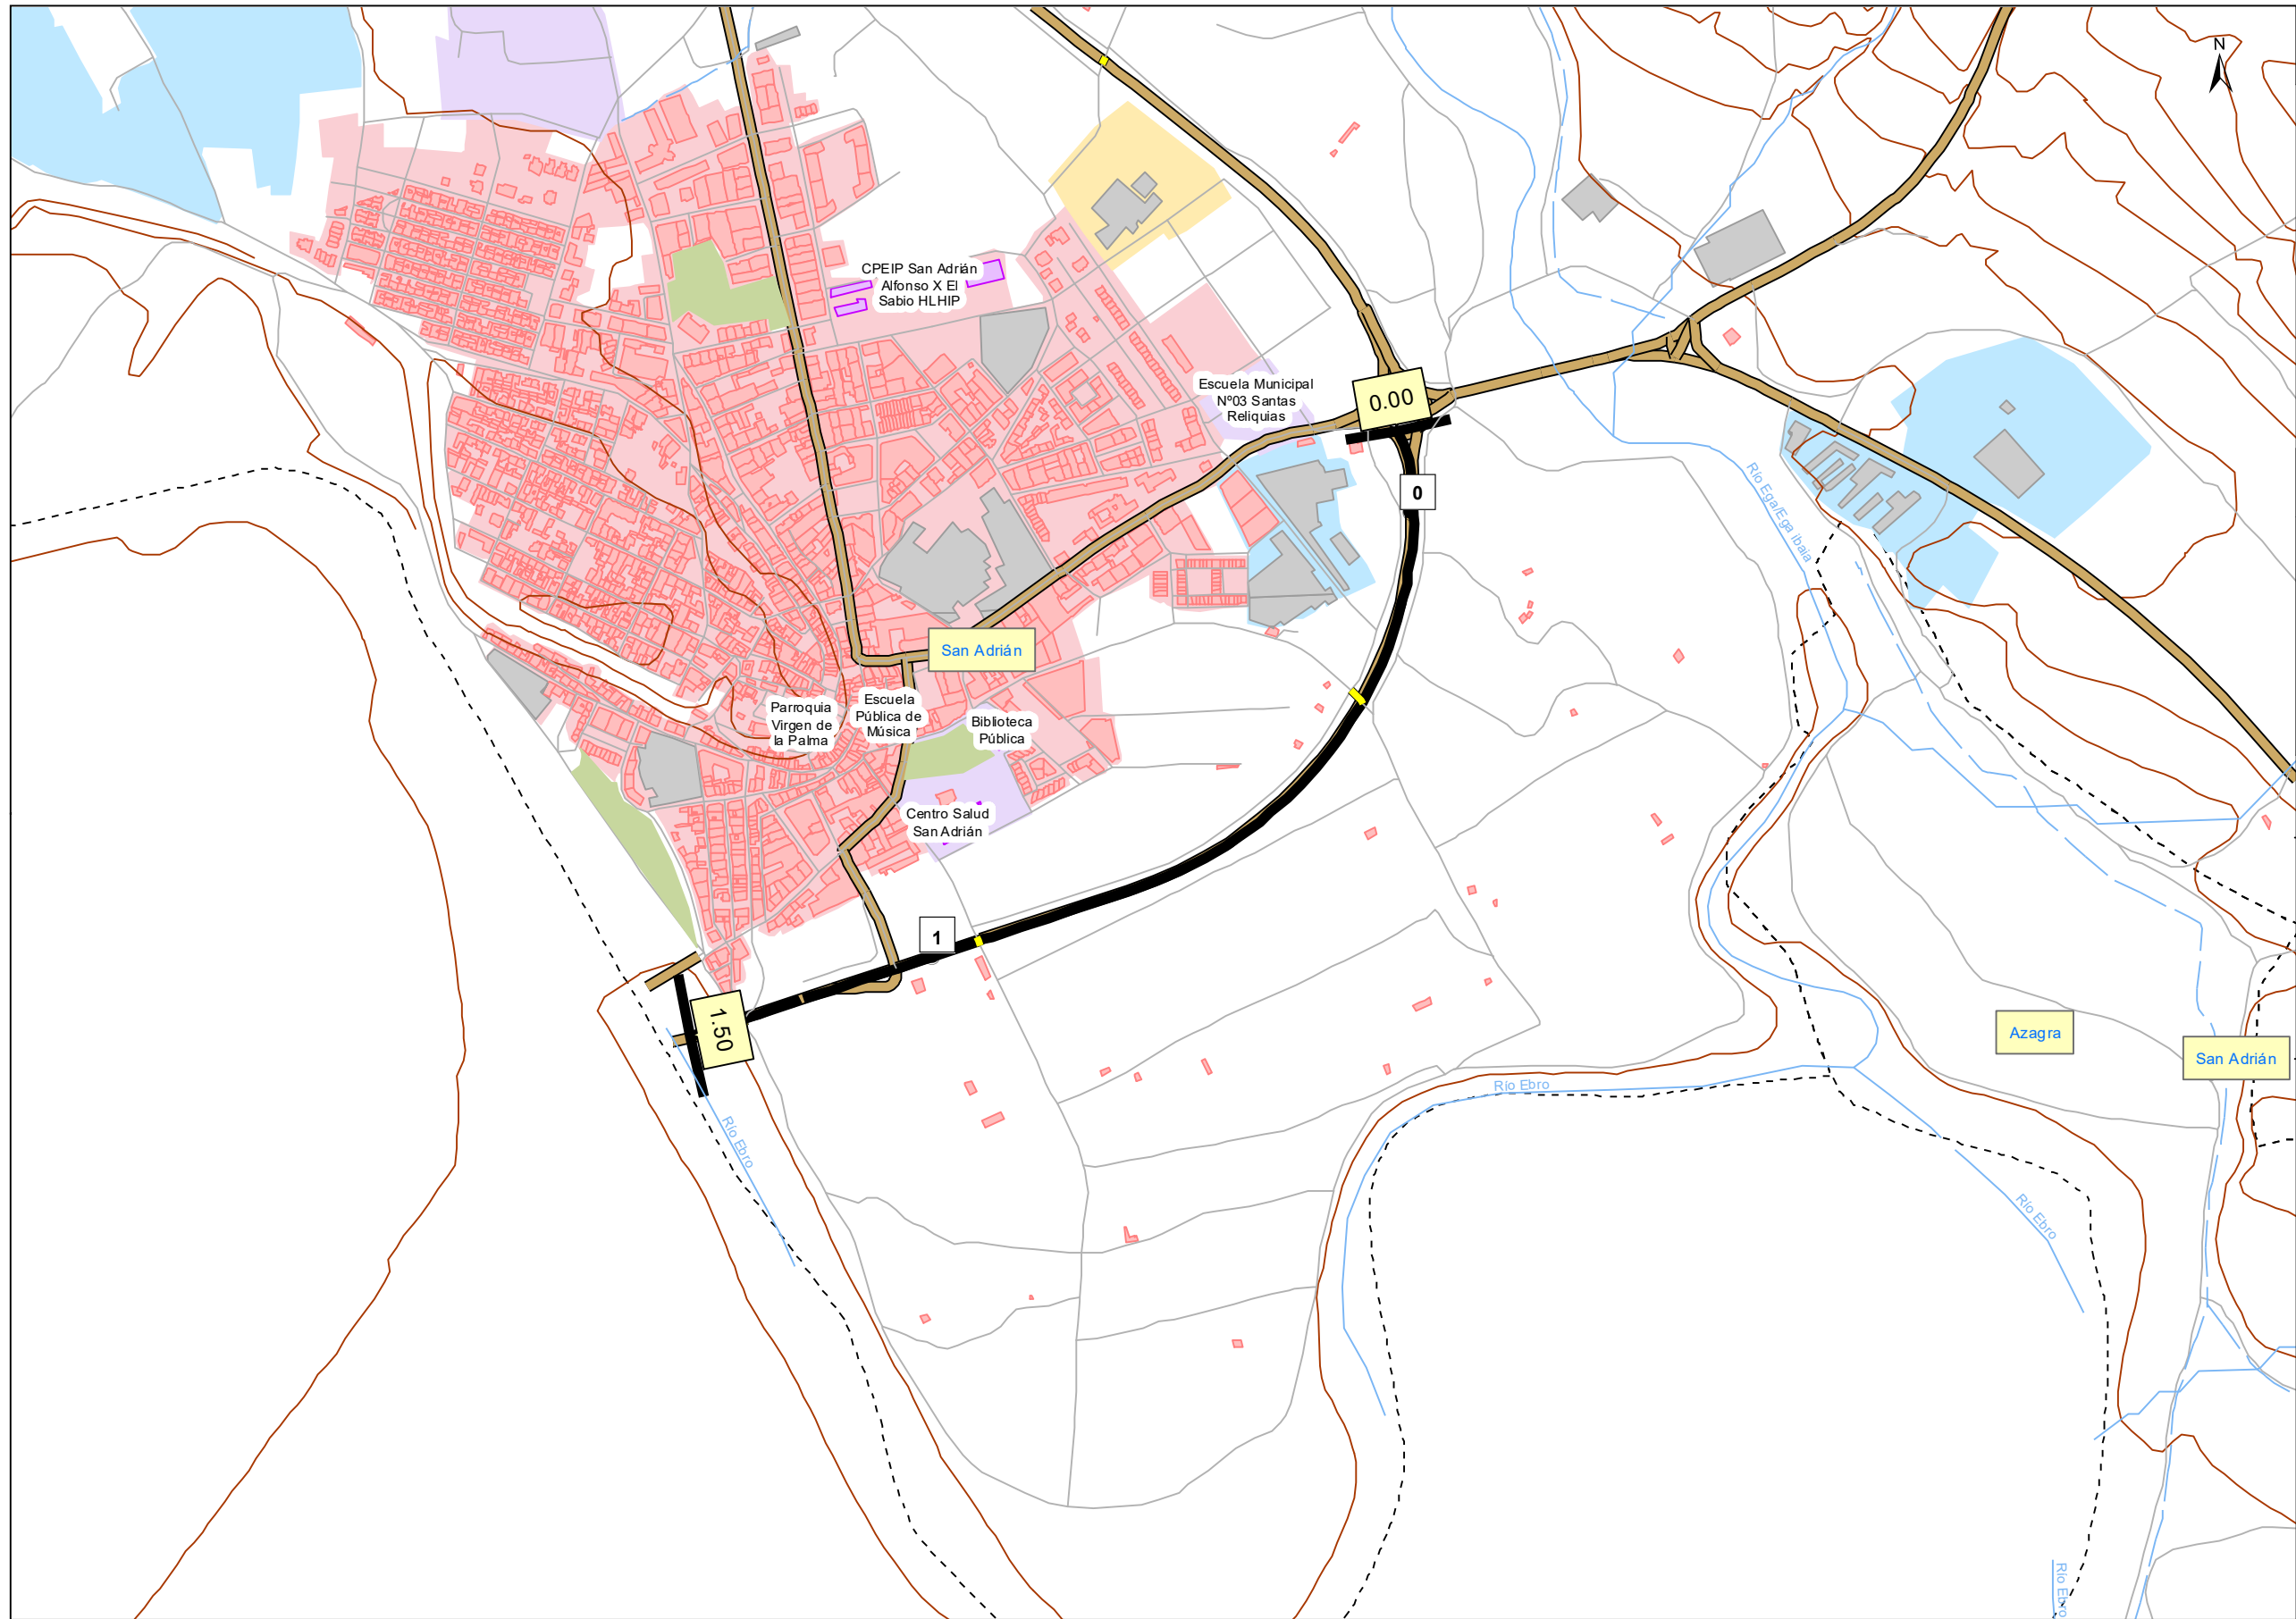 N
CPEIP San Adrián
Alfonso X El
Sabio HLHIP
Escuela Municipal
Nº03 Santas
Reliquias
0.00
0
Río Ega/Ega ibaia
San Adrián
Parroquia
Virgen de
la Palma
Escuela
Pública de
Música
Biblioteca
Pública
Centro Salud
San Adrián
1
1.50
Azagra
San Adrián
Río Ebro
Río Ebro
Río Ebro
Río Ebro